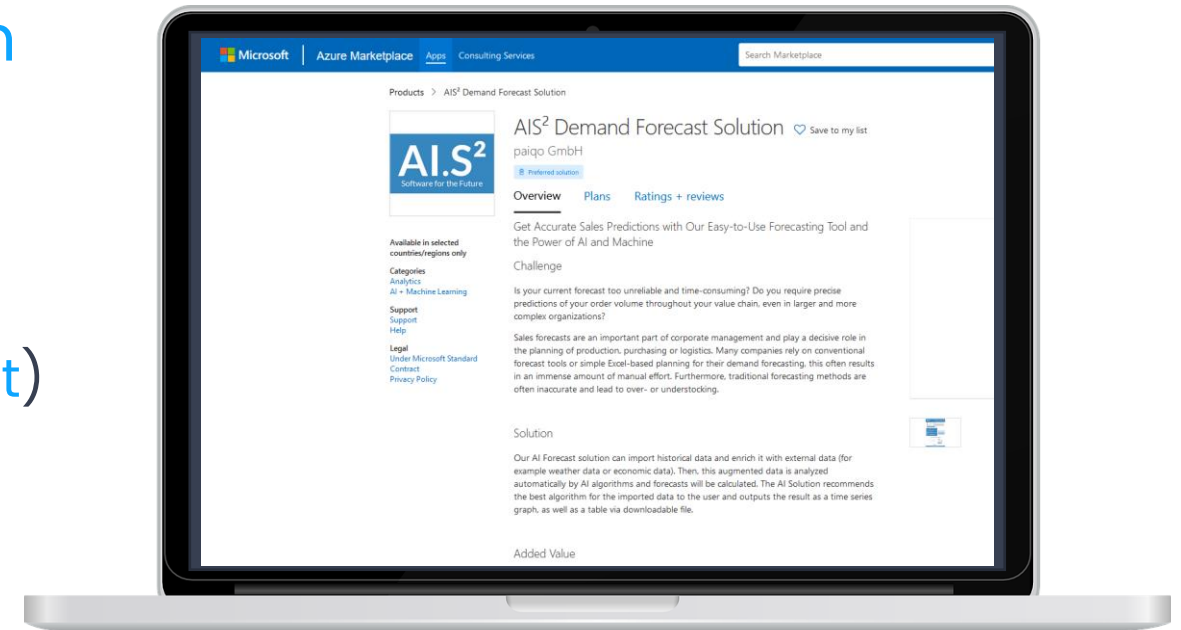 n
t)
Microsoft Azure Marketplace Apps Consulting Services Search Marketplace
Products > AIS² Demand Forecast Solution
AI.S²
Software for the Future
AIS² Demand Forecast Solution Save to my list
paiqo GmbH
Preferred solution
Overview Plans Ratings + reviews
Get Accurate Sales Predictions with Our Easy-to-Use Forecasting Tool and
the Power of AI and Machine
Available in selected
countries/regions only
Categories
Analytics
AI + Machine Learning
Support
Support
Help
Legal
Under Microsoft Standard
Contract
Privacy Policy
Challenge
Is your current forecast too unreliable and time-consuming? Do you require precise
predictions of your order volume throughout your value chain, even in larger and more
complex organizations?
Sales forecasts are an important part of corporate management and play a decisive role in
the planning of production, purchasing or logistics. Many companies rely on conventional
forecast tools or simple Excel-based planning for their demand forecasting, this often results
in an immense amount of manual effort. Furthermore, traditional forecasting methods are
often inaccurate and lead to over- or understocking.
Solution
Our AI Forecast solution can import historical data and enrich it with external data (for
example weather data or economic data). Then, this augmented data is analyzed
automatically by AI algorithms and forecasts will be calculated. The AI Solution recommends
the best algorithm for the imported data to the user and outputs the result as a time series
graph, as well as a table via downloadable file.
Added Value